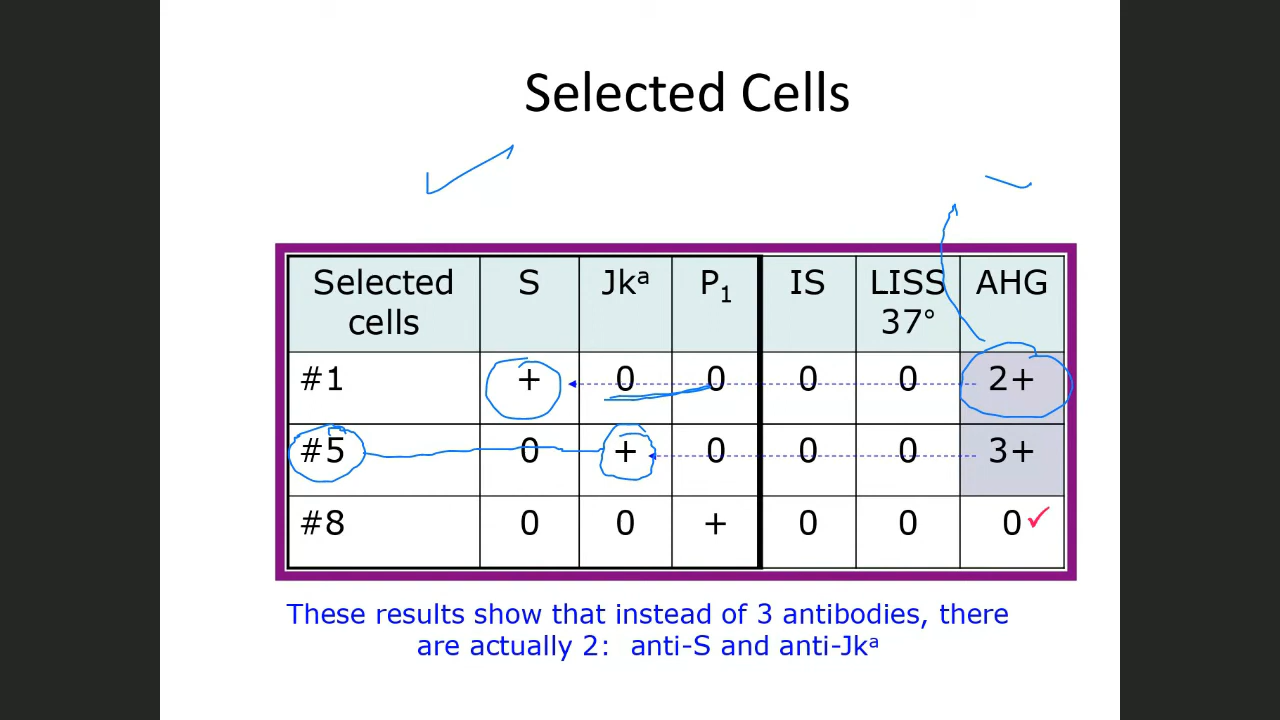 Selected Cells
Selected cells S Jkᵃ P₁ IS LISS 37° AHG
#1 + 0 0 0 0 2+
#5 0 + 0 0 0 3+
#8 0 0 + 0 0 0✓
These results show that instead of 3 antibodies, there
are actually 2: anti-S and anti-Jkᵃ